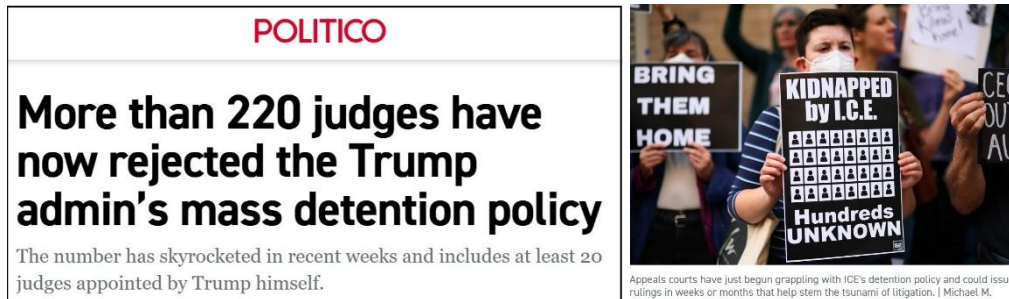 POLITICO
More than 220 judges have
now rejected the Trump
admin's mass detention policy
The number has skyrocketed in recent weeks and includes at least 20
judges appointed by Trump himself.
BRING
THEM
HOME
KIDNAPPED
by I.C.E.
Hundreds
UNKNOWN
Appeals courts have just begun grappling with ICE's detention policy and could issu
rulings in weeks or months that help stem the tsunami of litigation. | Michael M.